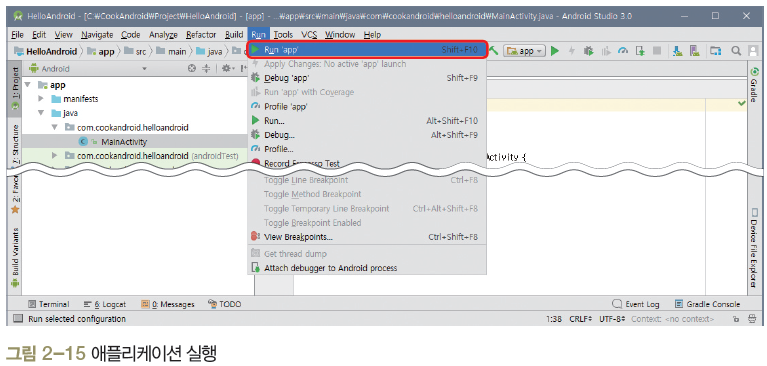 HelloAndroid - [C:₩CookAndroid₩Project₩HelloAndroid] - [app] - ...₩app₩src₩main₩java₩com₩cookandroid₩helloandroid₩MainActivity.java - Android Studio 3.0
File Edit View Navigate Code Analyze Refactor Build Run Tools VCS Window Help
HelloAndroid app src main java app
Run 'app' Shift+F10
Android
Apply Changes: No active 'app' launch
app
Debug 'app' Shift+F9
manifests
Run 'app' with Coverage
java
Profile 'app'
com.cookandroid.helloandroid
Run... Alt+Shift+F10
MainActivity
Debug... Alt+Shift+F9
com.cookandroid.helloandroid (androidTest)
Profile...
Activity {
Record Espresso Test
Toggle Line Breakpoint Ctrl+F8
Toggle Method Breakpoint
Toggle Temporary Line Breakpoint Ctrl+Alt+Shift+F8
Toggle Breakpoint Enabled
View Breakpoints... Ctrl+Shift+F8
Get thread dump
Attach debugger to Android process
1: Project
7: Structure
Build Variants
Gradle
Device File Explorer
Terminal 6: Logcat 0: Messages TODO Event Log Gradle Console
Run selected configuration 1:38 CRLF÷ UTF-8÷ Context: <no context>
그림 2-15 애플리케이션 실행